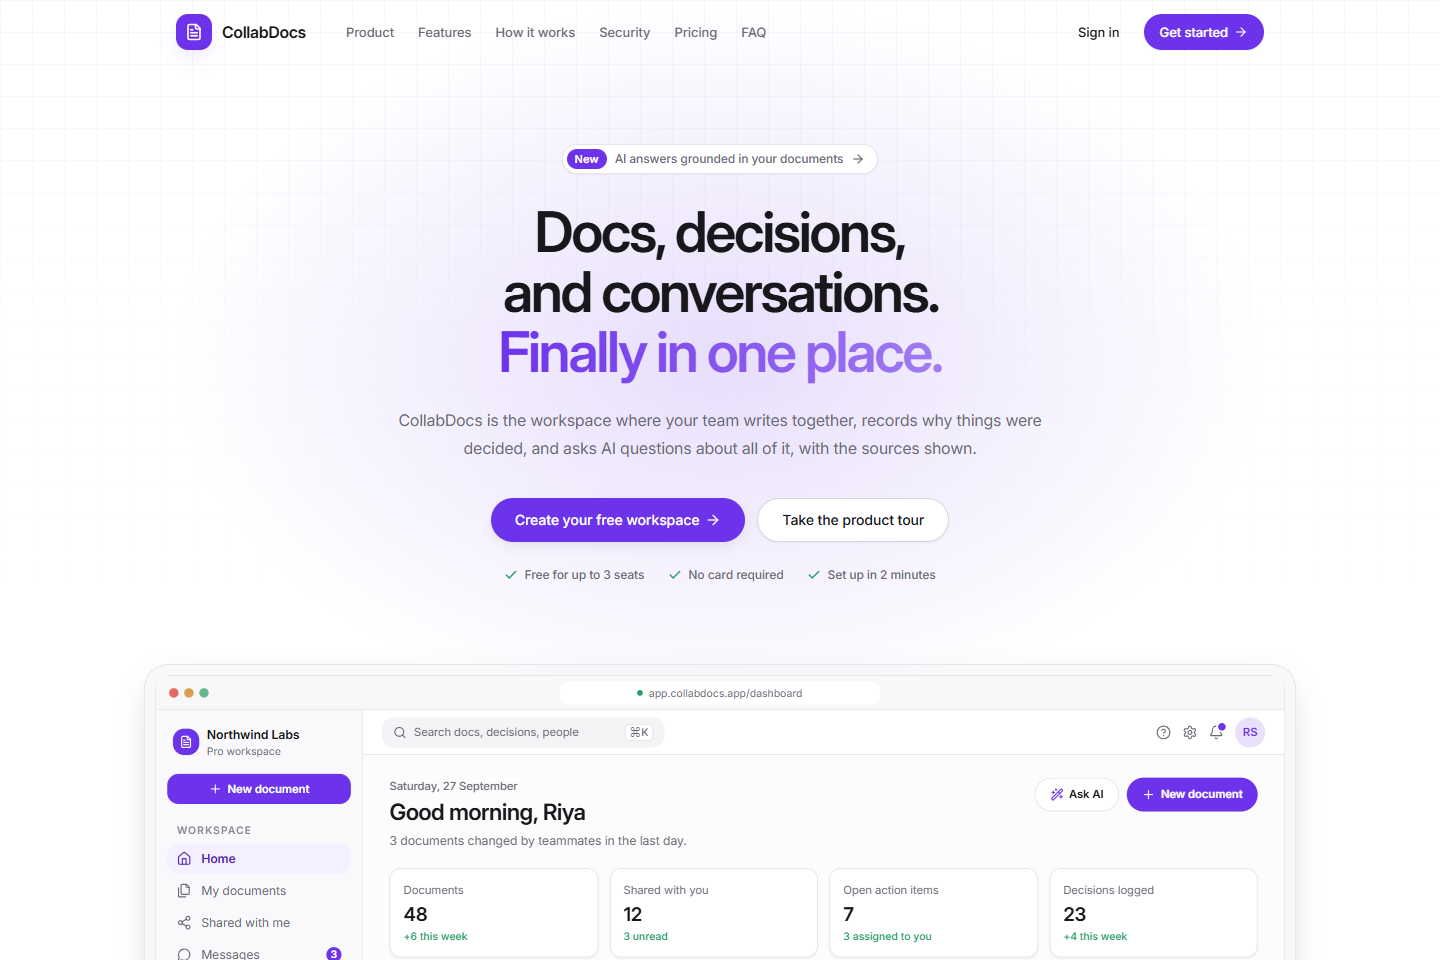 CollabDocs
Product Features How it works Security Pricing FAQ
Sign in
Get started
New AI answers grounded in your documents
Docs, decisions,
and conversations.
Finally in one place.
CollabDocs is the workspace where your team writes together, records why things were
decided, and asks AI questions about all of it, with the sources shown.
Create your free workspace
Take the product tour
Free for up to 3 seats
No card required
Set up in 2 minutes
app.collabdocs.app/dashboard
Northwind Labs
Pro workspace
New document
WORKSPACE
Home
My documents
Shared with me
Messages 3
Search docs, decisions, people ⌘K
RS
Saturday, 27 September
Good morning, Riya
3 documents changed by teammates in the last day.
Ask AI
New document
Documents
48
+6 this week
Shared with you
12
3 unread
Open action items
7
3 assigned to you
Decisions logged
23
+4 this week